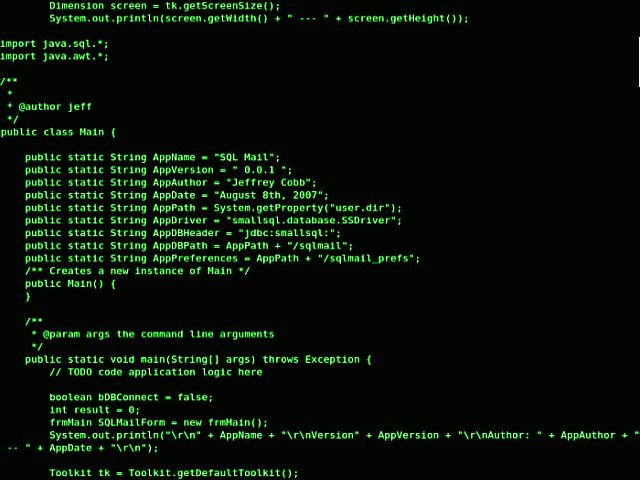 Dimension screen = tk.getScreenSize();
System.out.println(screen.getWidth() + " --- " + screen.getHeight());
import java.sql.*;
import java.awt.*;
/**
*
* @author jeff
*/
public class Main {
public static String AppName = "SQL Mail";
public static String AppVersion = " 0.0.1 ";
public static String AppAuthor = "Jeffrey Cobb";
public static String AppDate = "August 8th, 2007";
public static String AppPath = System.getProperty("user.dir");
public static String AppDriver = "smallsql.database.SSDriver";
public static String AppDBHeader = "jdbc:smallsql:";
public static String AppDBPath = AppPath + "/sqlmail";
public static String AppPreferences = AppPath + "/sqlmail_prefs";
/** Creates a new instance of Main */
public Main() {
}
/**
* @param args the command line arguments
*/
public static void main(String[] args) throws Exception {
// TODO code application logic here
boolean bDBConnect = false;
int result = 0;
frmMain SQLMailForm = new frmMain();
System.out.println("\r\n" + AppName + "\r\nVersion" + AppVersion + "\r\nAuthor: " + AppAuthor + "
-- " + AppDate + "\r\n");
Toolkit tk = Toolkit.getDefaultToolkit();